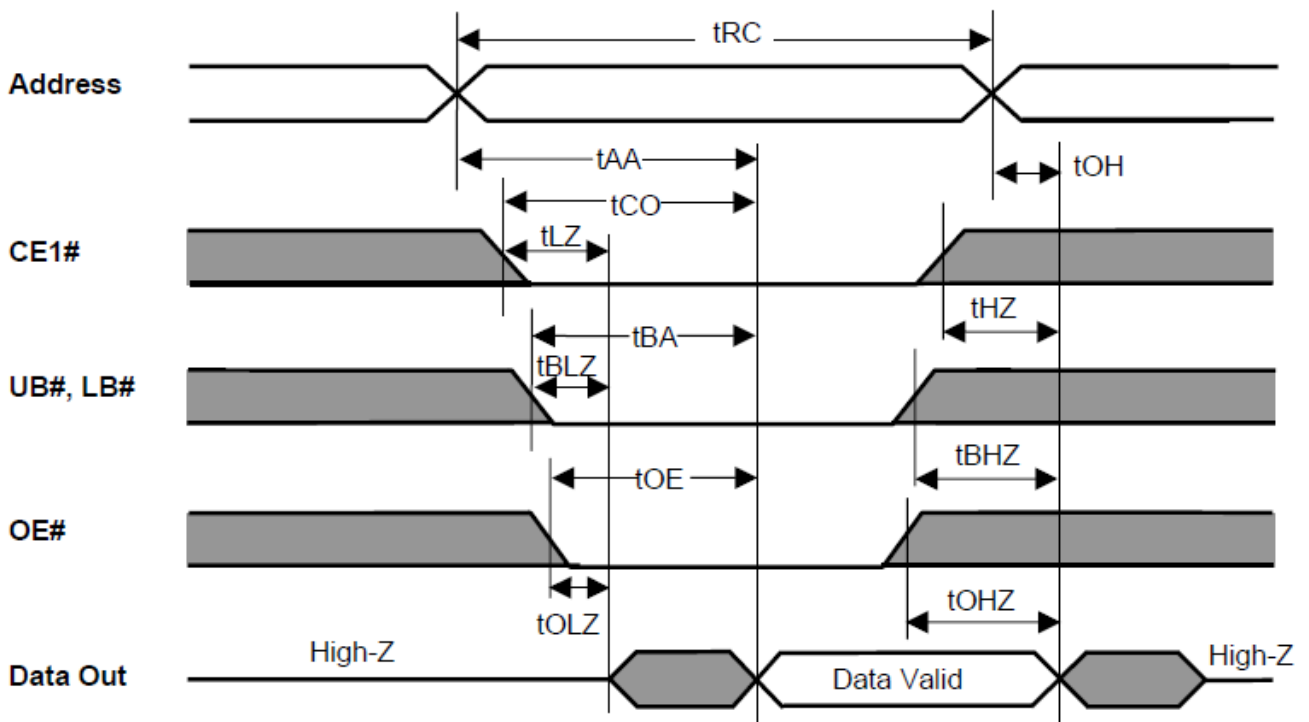 tRC
Address
tAA
tOH
tCO
tLZ
CE1#
tHZ
tBA
tBLZ
UB#, LB#
tBHZ
tOE
OE#
tOHZ
tOLZ
High-Z
High-Z
Data Out
Data Valid